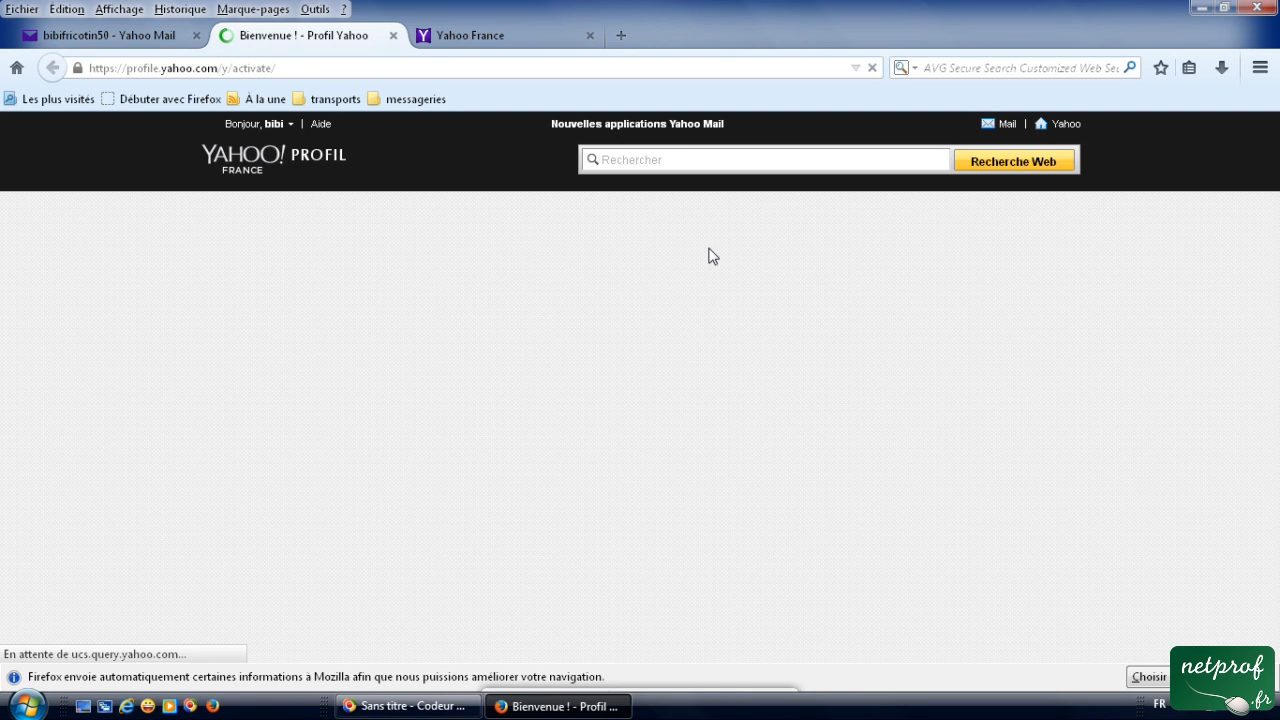 Fichier Édition Affichage Historique Marque-pages Outils ?
bibifricotin50 - Yahoo Mail Bienvenue ! - Profil Yahoo Yahoo France
https://profile.yahoo.com/y/activate/ AVG Secure Search Customized Web Sea
Les plus visités Débuter avec Firefox À la une transports messageries
Bonjour, bibi | Aide Nouvelles applications Yahoo Mail Mail | Yahoo
YAHOO! PROFIL
FRANCE
Rechercher Recherche Web
En attente de ucs.query.yahoo.com...
Firefox envoie automatiquement certaines informations à Mozilla afin que nous puissions améliorer votre navigation. Choisir
netprof
.fr
Sans titre - Codeur ... Bienvenue ! - Profil ... FR